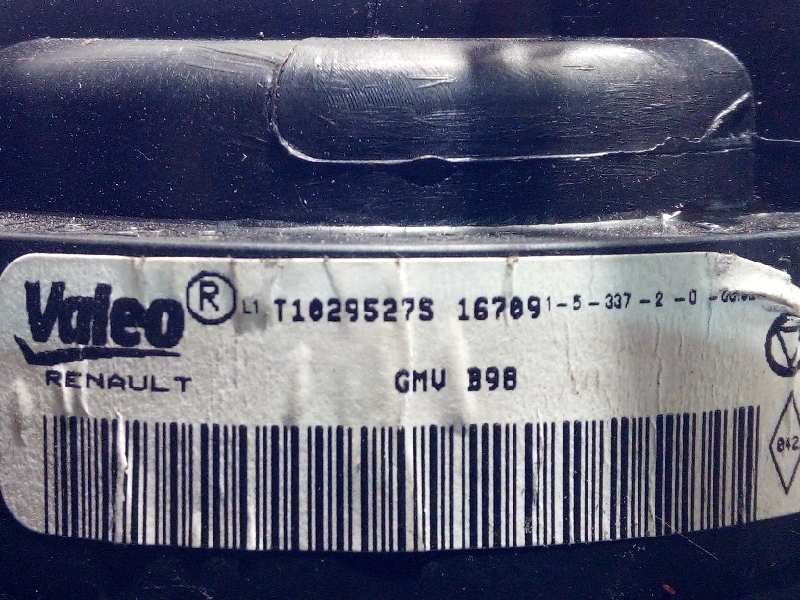 Valeo ® L1 T1029527S 16709 1-5-337-2-0
RENAULT GMV B98